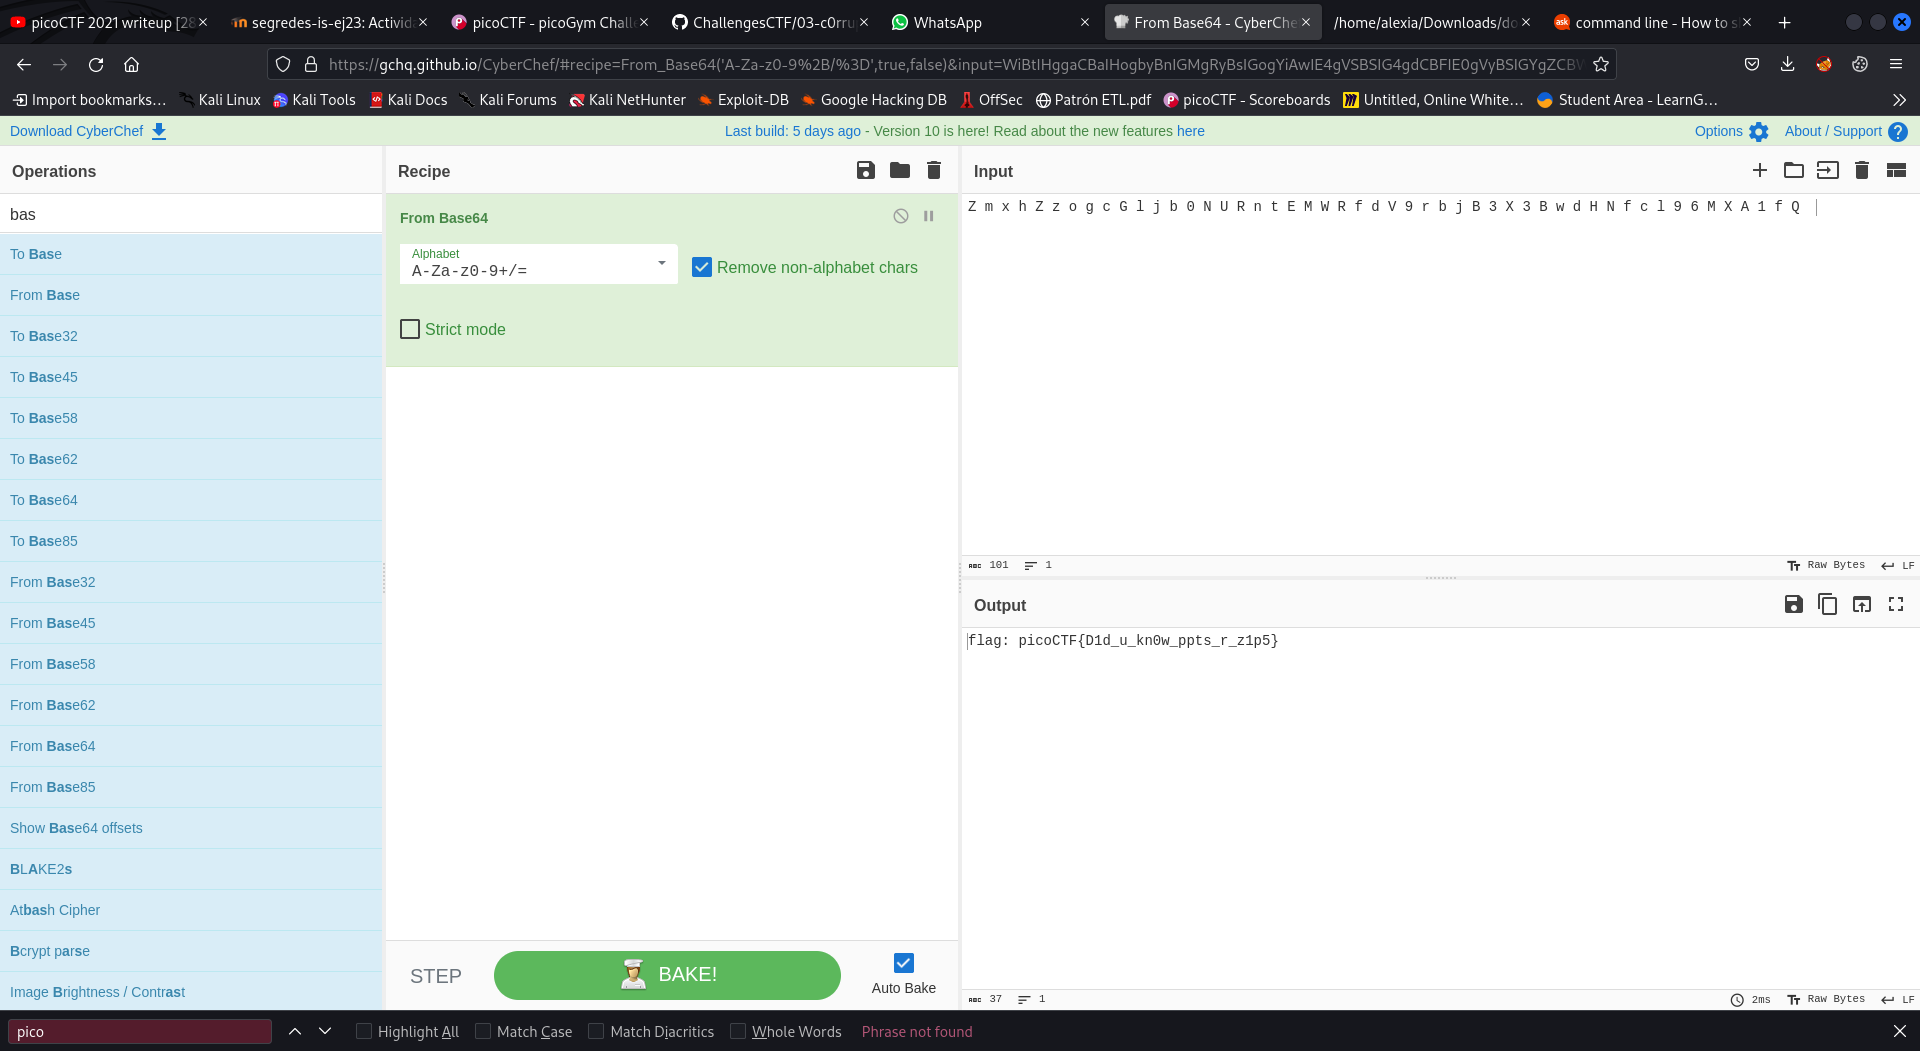 picoCTF 2021 writeup [28
segredes-is-ej23: Activid
picoCTF - picoGym Chall
ChallengesCTF/03-c0rru
WhatsApp
From Base64 - CyberChe
/home/alexia/Downloads/do
ask command line - How to s
https://gchq.github.io/CyberChef/#recipe=From_Base64('A-Za-z0-9%2B/%3D',true,false)&input=WiBtIHggaCBaIHogbyBnIGMgRyBsIGogYiAwIE4gVSBSIG4gdCBFIE0gVyBSIGYgZCBW
Import bookmarks…
Kali Linux
Kali Tools
Kali Docs
Kali Forums
Kali NetHunter
Exploit-DB
Google Hacking DB
OffSec
Patrón ETL.pdf
picoCTF - Scoreboards
Untitled, Online White…
Student Area - LearnG…
Download CyberChef
Last build: 5 days ago - Version 10 is here! Read about the new features here
Options
About / Support
Operations
bas
To Base
From Base
To Base32
To Base45
To Base58
To Base62
To Base64
To Base85
From Base32
From Base45
From Base58
From Base62
From Base64
From Base85
Show Base64 offsets
BLAKE2s
Atbash Cipher
Bcrypt parse
Image Brightness / Contrast
Recipe
From Base64
Alphabet
A-Za-z0-9+/=
Remove non-alphabet chars
Strict mode
STEP
BAKE!
Auto Bake
Input
Z m x h Z z o g c G l j b 0 N U R n t E M W R f d V 9 r b j B 3 X 3 B w d H N f c l 9 6 M X A 1 f Q
ABC 101
1
Raw Bytes
LF
Output
flag: picoCTF{D1d_u_kn0w_ppts_r_z1p5}
ABC 37
1
2ms
Raw Bytes
LF
pico
Highlight All
Match Case
Match Diacritics
Whole Words
Phrase not found